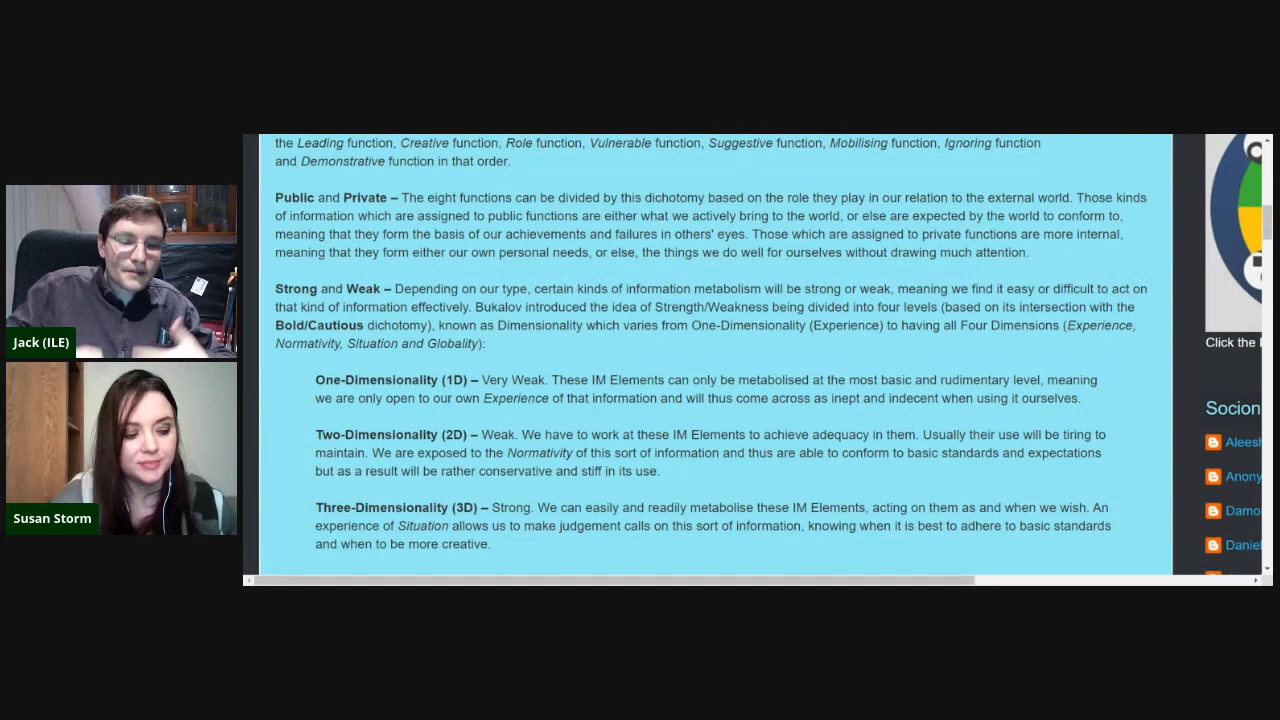 the Leading function, Creative function, Role function, Vulnerable function, Suggestive function, Mobilising function, Ignoring function
and Demonstrative function in that order.
Public and Private – The eight functions can be divided by this dichotomy based on the role they play in our relation to the external world. Those kinds
of information which are assigned to public functions are either what we actively bring to the world, or else are expected by the world to conform to,
meaning that they form the basis of our achievements and failures in others' eyes. Those which are assigned to private functions are more internal,
meaning that they form either our own personal needs, or else, the things we do well for ourselves without drawing much attention.
Strong and Weak – Depending on our type, certain kinds of information metabolism will be strong or weak, meaning we find it easy or difficult to act on
that kind of information effectively. Bukalov introduced the idea of Strength/Weakness being divided into four levels (based on its intersection with the
Bold/Cautious dichotomy), known as Dimensionality which varies from One-Dimensionality (Experience) to having all Four Dimensions (Experience,
Normativity, Situation and Globality):
One-Dimensionality (1D) – Very Weak. These IM Elements can only be metabolised at the most basic and rudimentary level, meaning
we are only open to our own Experience of that information and will thus come across as inept and indecent when using it ourselves.
Two-Dimensionality (2D) – Weak. We have to work at these IM Elements to achieve adequacy in them. Usually their use will be tiring to
maintain. We are exposed to the Normativity of this sort of information and thus are able to conform to basic standards and expectations
but as a result will be rather conservative and stiff in its use.
Three-Dimensionality (3D) – Strong. We can easily and readily metabolise these IM Elements, acting on them as and when we wish. An
experience of Situation allows us to make judgement calls on this sort of information, knowing when it is best to adhere to basic standards
and when to be more creative.
Jack (ILE)
Susan Storm
Click the
Socion
Aleesh
Anony
Damo
Daniel